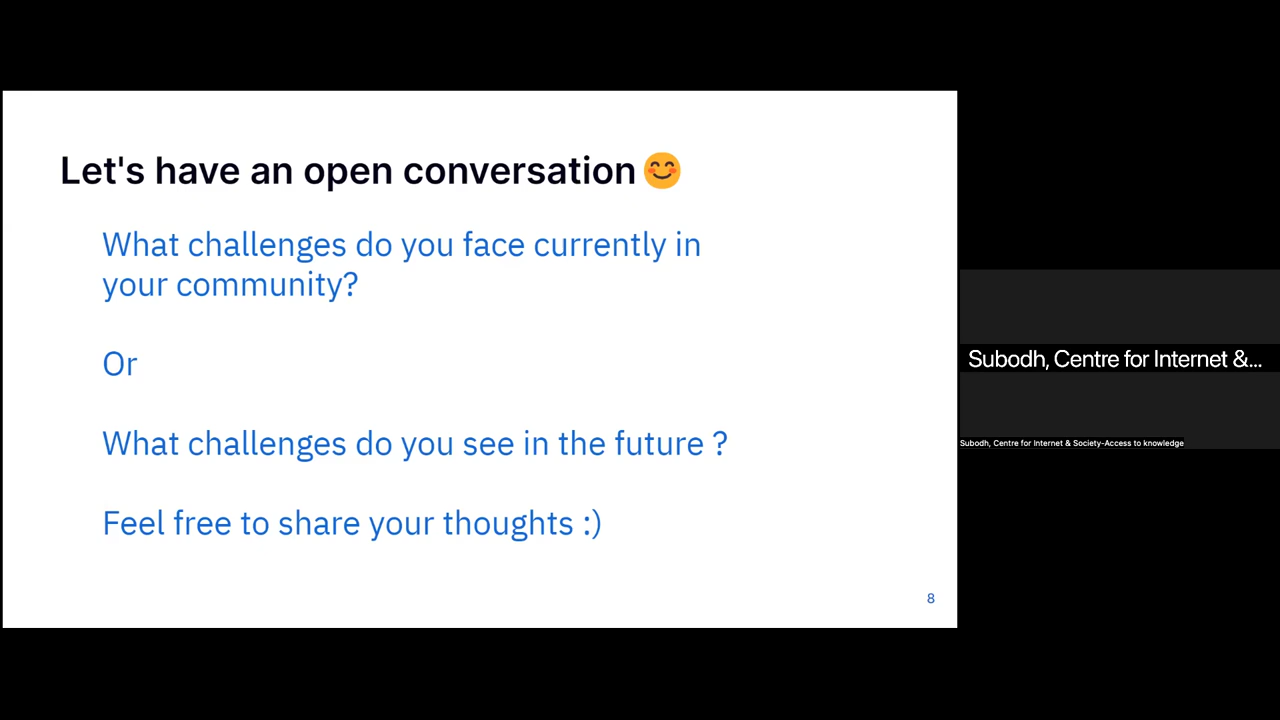 Let's have an open conversation😊
What challenges do you face currently in
your community?
Or
What challenges do you see in the future ?
Feel free to share your thoughts :)
8
Subodh, Centre for Internet &...
Subodh, Centre for Internet & Society-Access to knowledge